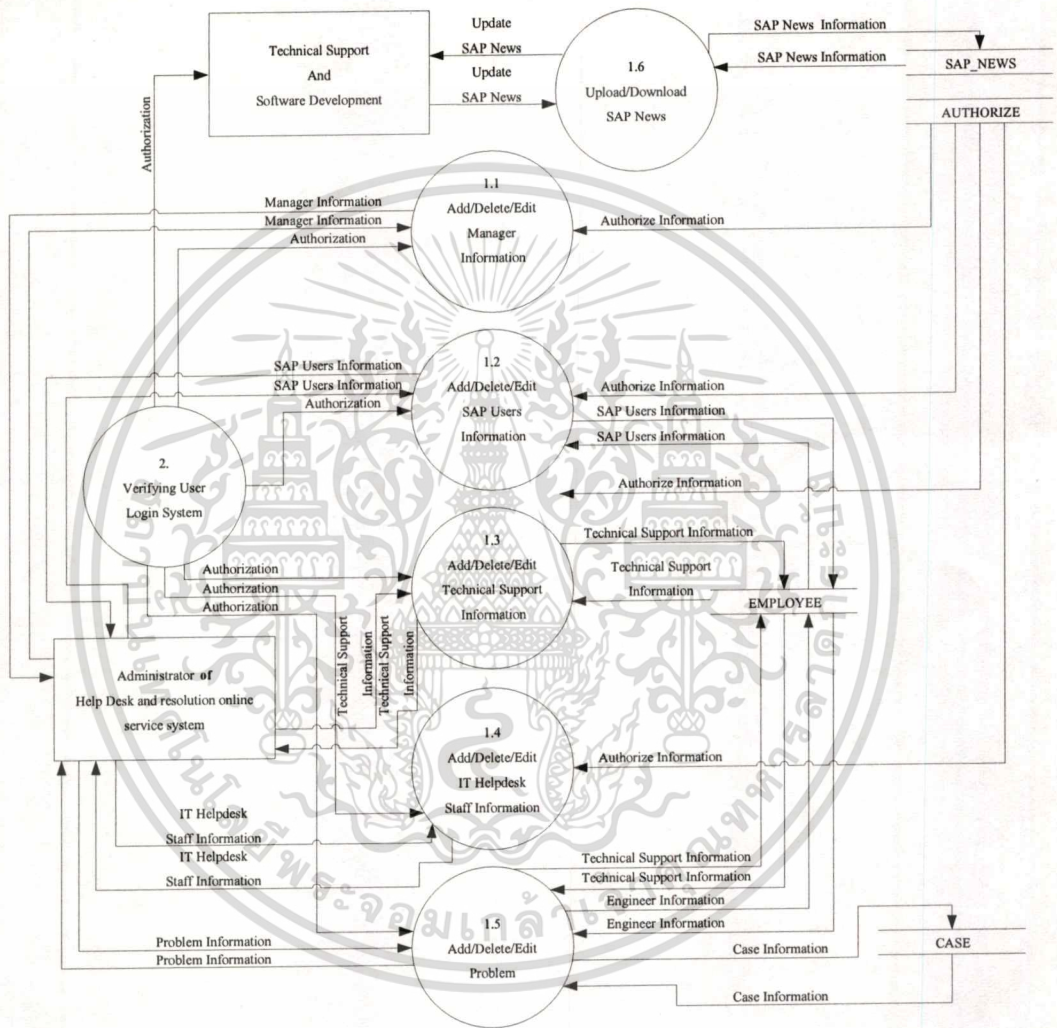 Update
SAP News
Update
SAP News
Technical Support
And
Software Development
1.6
Upload/Download
SAP News
SAP News Information
SAP News Information
SAP_NEWS
AUTHORIZE
Authorization
1.1
Add/Delete/Edit
Manager
Information
Manager Information
Manager Information
Authorization
Authorize Information
1.2
Add/Delete/Edit
SAP Users
Information
SAP Users Information
SAP Users Information
Authorization
Authorize Information
SAP Users Information
SAP Users Information
2.
Verifying User
Login System
Authorize Information
1.3
Add/Delete/Edit
Technical Support
Information
Technical Support Information
Technical Support
Information
EMPLOYEE
Authorization
Authorization
Authorization
Technical Support
Information
Technical Support
Information
Administrator of
Help Desk and resolution online
service system
1.4
Add/Delete/Edit
IT Helpdesk
Staff Information
Authorize Information
IT Helpdesk
Staff Information
IT Helpdesk
Staff Information
Technical Support Information
Technical Support Information
Engineer Information
Engineer Information
1.5
Add/Delete/Edit
Problem
Problem Information
Problem Information
Case Information
CASE
Case Information